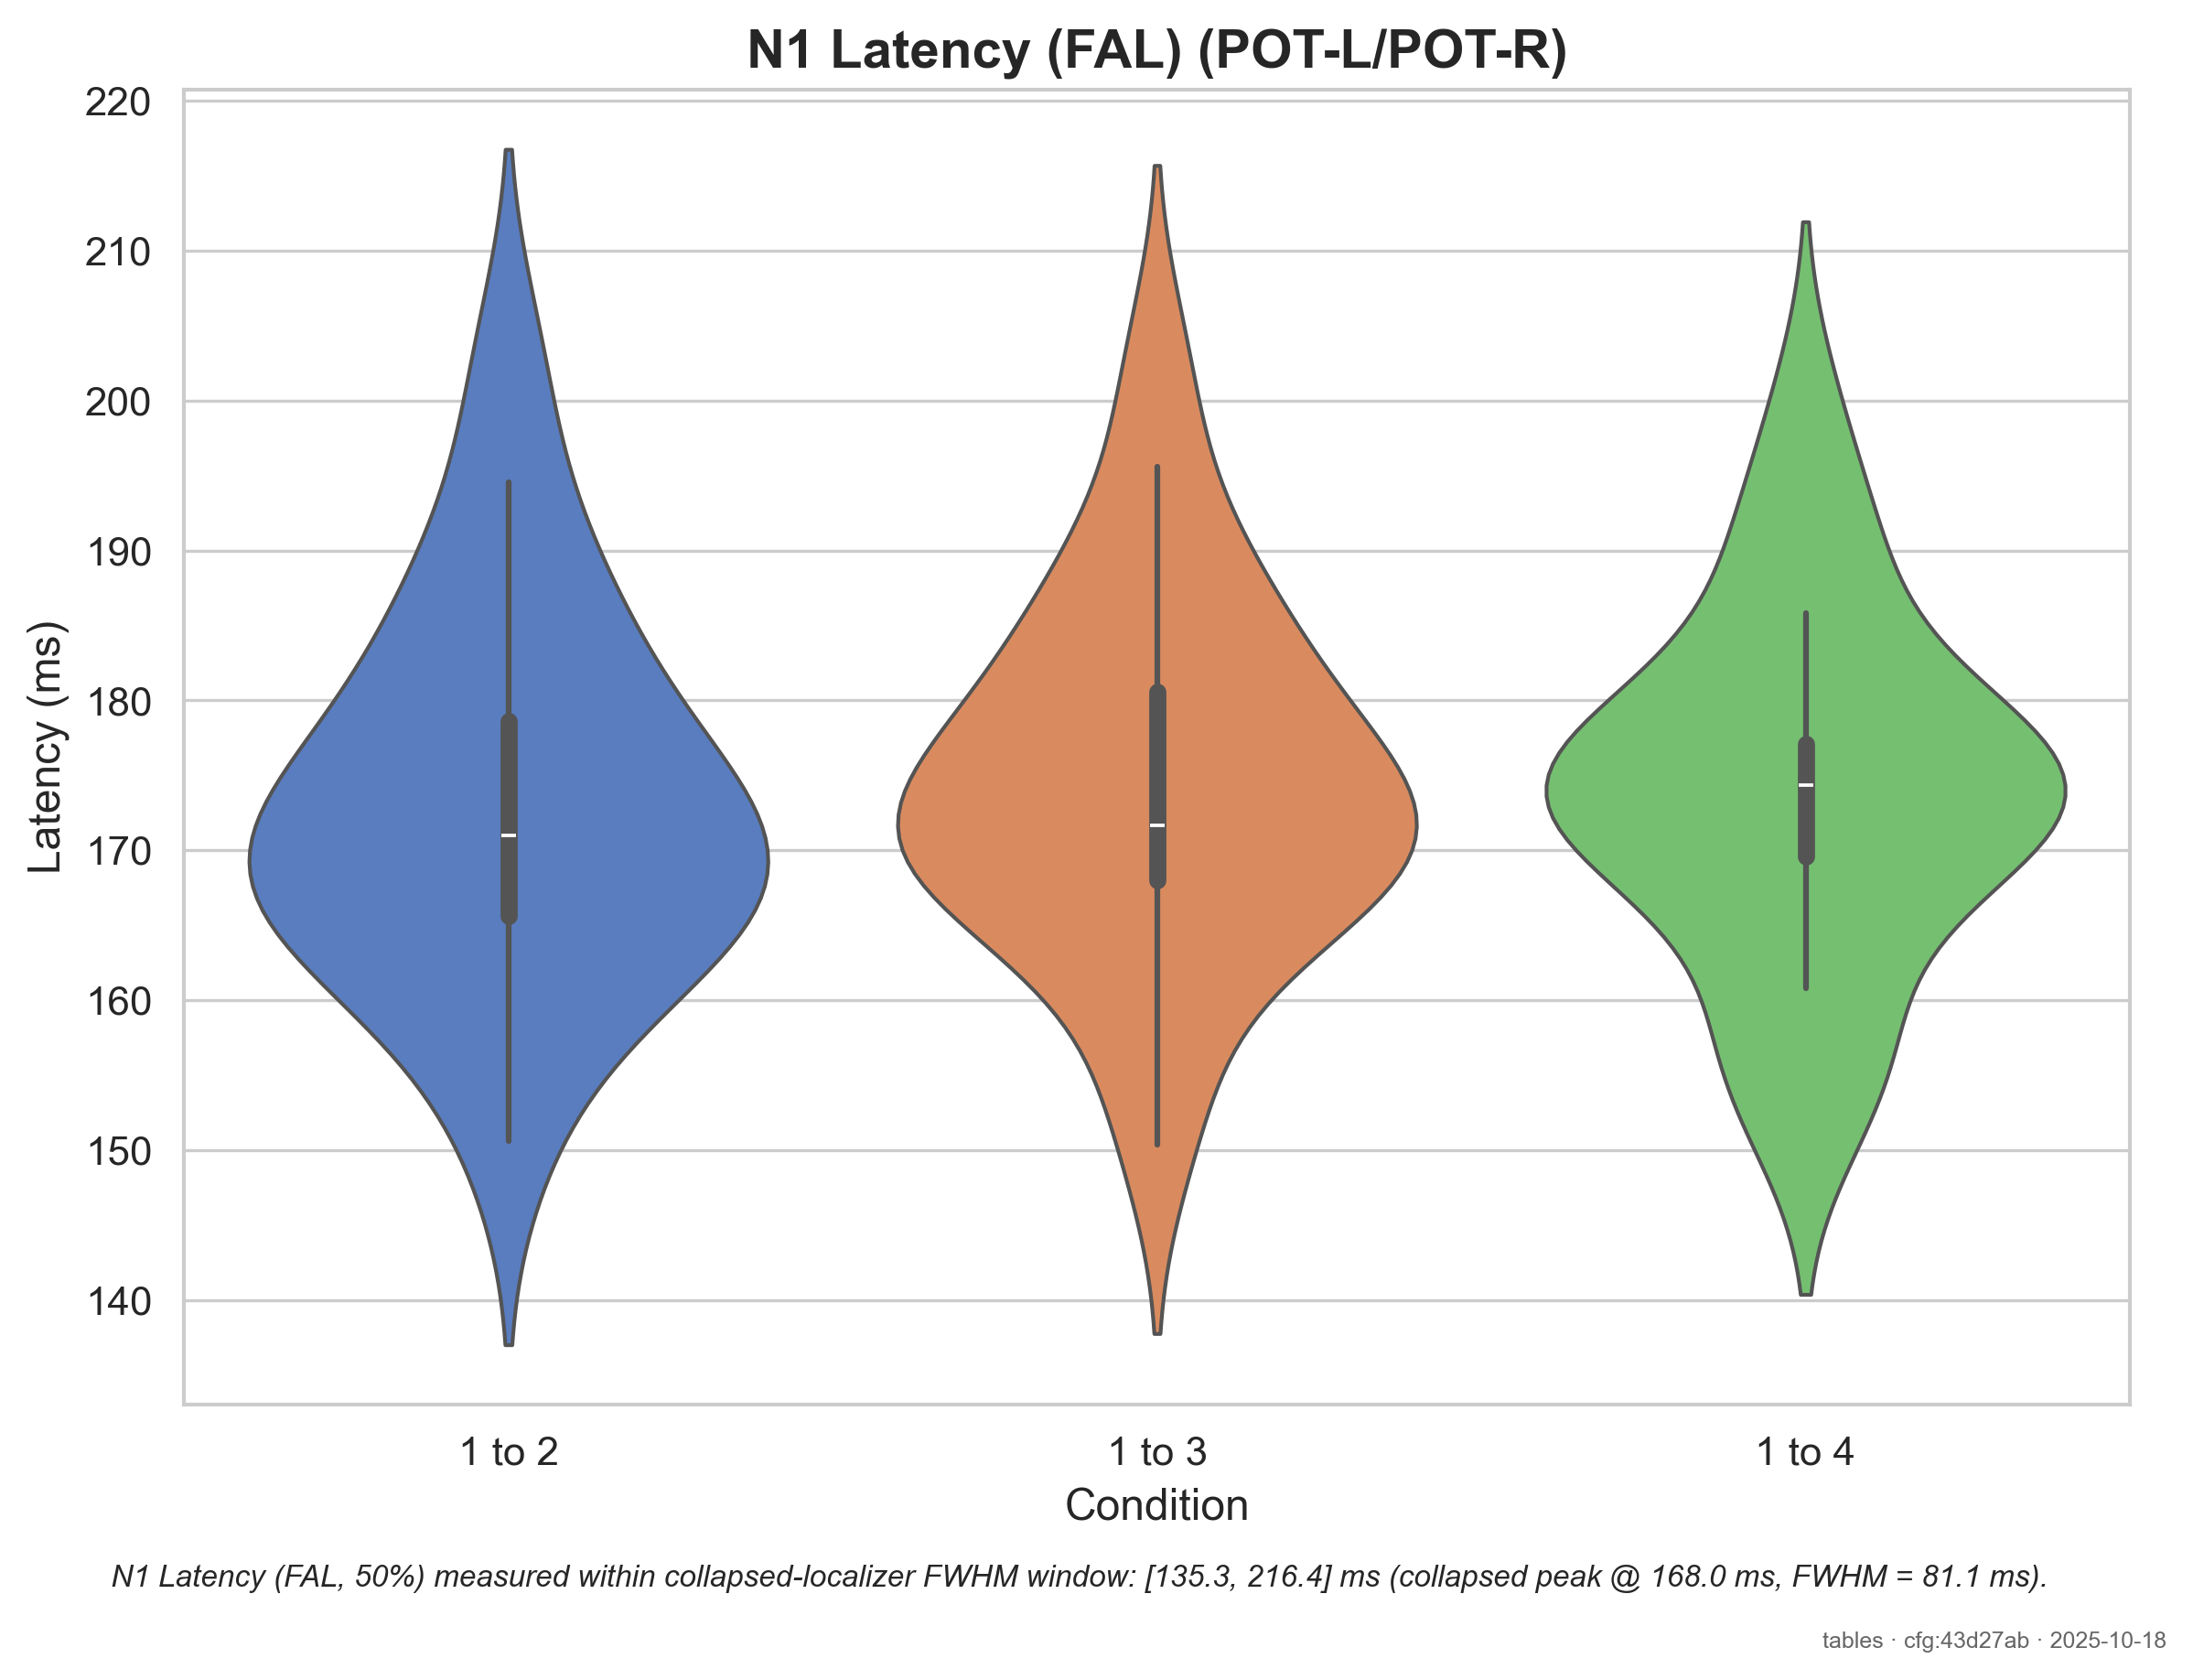 N1 Latency (FAL) (POT-L/POT-R)
Latency (ms)
220
210
200
190
180
170
160
150
140
1 to 2
1 to 3
1 to 4
Condition
N1 Latency (FAL, 50%) measured within collapsed-localizer FWHM window: [135.3, 216.4] ms (collapsed peak @ 168.0 ms, FWHM = 81.1 ms).
tables · cfg:43d27ab · 2025-10-18